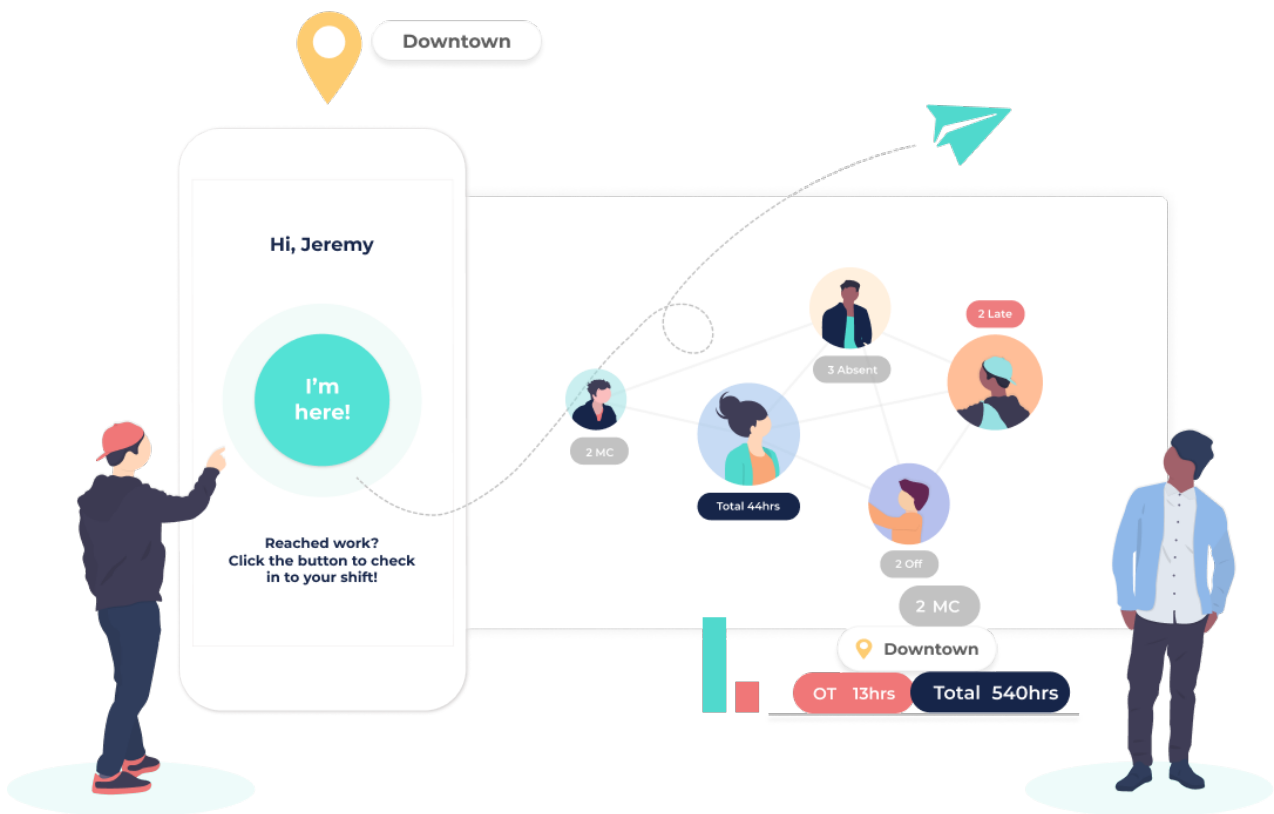 Downtown
Hi, Jeremy
I’m
here!
Reached work?
Click the button to check
in to your shift!
2 Late
3 Absent
2 MC
Total 44hrs
2 Off
2 MC
Downtown
OT 13hrs
Total 540hrs